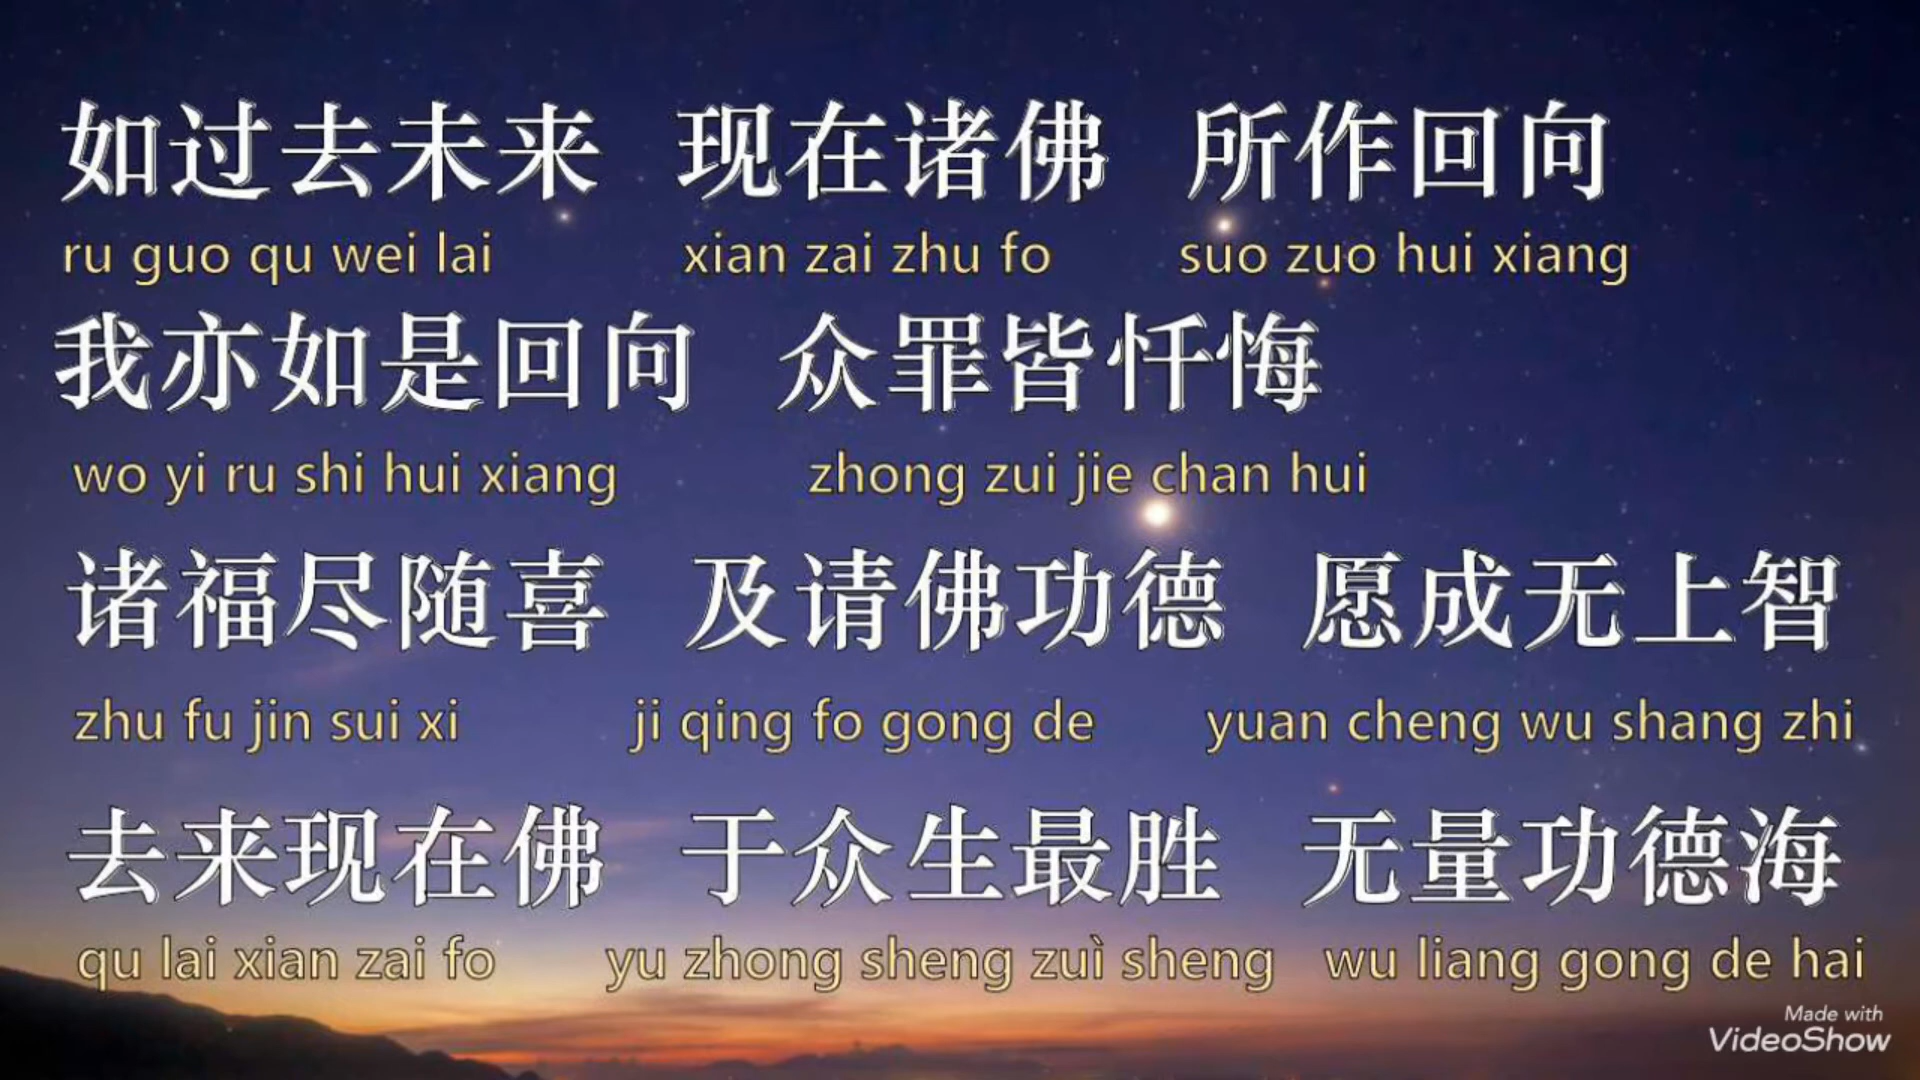 如过去未来 现在诸佛 所作回向
ru guo qu wei lai xian zai zhu fo suo zuo hui xiang
我亦如是回向 众罪皆忏悔
wo yi ru shi hui xiang zhong zui jie chan hui
诸福尽随喜 及请佛功德 愿成无上智
zhu fu jin sui xi ji qing fo gong de yuan cheng wu shang zhi
去来现在佛 于众生最胜 无量功德海
qu lai xian zai fo yu zhong sheng zuì sheng wu liang gong de hai
Made with
VideoShow